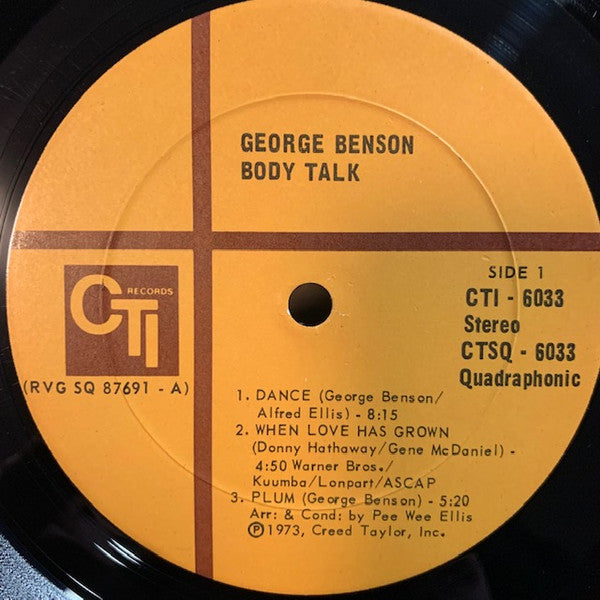 GEORGE BENSON
BODY TALK
CTI RECORDS
(RVG SQ 87691 - A)
SIDE 1
CTI - 6033
Stereo
CTSQ - 6033
Quadraphonic
1. DANCE (George Benson/
Alfred Ellis) - 8:15
2. WHEN LOVE HAS GROWN
(Donny Hathaway/Gene McDaniel) -
4:50 Warner Bros./
Kuumba/Lonport/ASCAP
3. PLUM (George Benson) - 5:20
Arr: & Cond: by Pee Wee Ellis
℗1973, Creed Taylor, Inc.